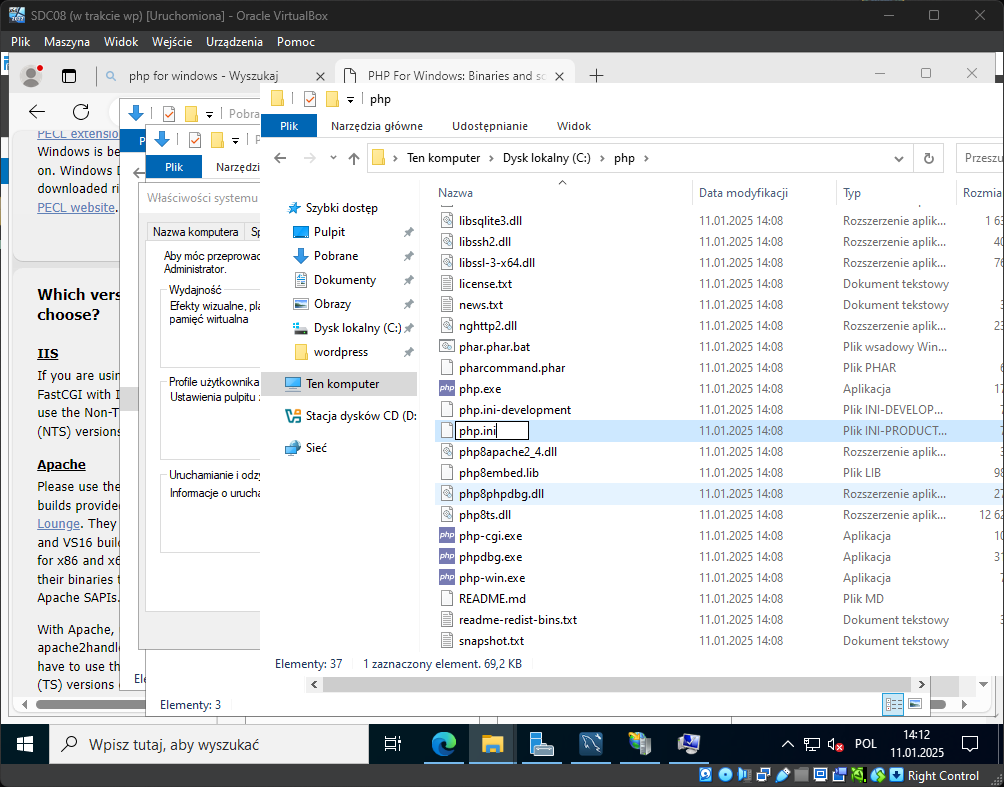 SDC08 (w trakcie wp) [Uruchomiona] - Oracle VirtualBox
Plik Maszyna Widok Wejście Urządzenia Pomoc
php for windows - Wyszukaj
PHP For Windows: Binaries and so
PECL extension
Windows is be
on. Windows D
downloaded ri
PECL website.
Which vers
choose?
IIS
If you are usin
FastCGI with I
use the Non-T
(NTS) versions
Apache
Please use the
builds provide
Lounge. They
and VS16 buil
for x86 and x6
their binaries t
Apache SAPIs.
With Apache,
apache2handl
have to use th
(TS) versions
Pobra
P
Plik Narzędzi
Właściwości systemu
Nazwa komputera Sp
Aby móc przeprowad
Administrator.
Wydajność
Efekty wizualne, pla
pamięć wirtualna
Profile użytkownika
Ustawienia pulpitu z
Uruchamianie i odzy
Informacje o urucha
Ele
Elementy: 3
php
Plik Narzędzia główne Udostępnianie Widok
Ten komputer Dysk lokalny (C:) php
Przeszu
Szybki dostęp
Pulpit
Pobrane
Dokumenty
Obrazy
Dysk lokalny (C:)
wordpress
Ten komputer
Stacja dysków CD (D:
Sieć
Nazwa Data modyfikacji Typ Rozmia
libsqlite3.dll 11.01.2025 14:08 Rozszerzenie aplik... 1 63
libssh2.dll 11.01.2025 14:08 Rozszerzenie aplik... 40
libssl-3-x64.dll 11.01.2025 14:08 Rozszerzenie aplik... 76
license.txt 11.01.2025 14:08 Dokument tekstowy
news.txt 11.01.2025 14:08 Dokument tekstowy
nghttp2.dll 11.01.2025 14:08 Rozszerzenie aplik... 23
phar.phar.bat 11.01.2025 14:08 Plik wsadowy Win...
pharcommand.phar 11.01.2025 14:08 Plik PHAR
php.exe 11.01.2025 14:08 Aplikacja 17
php.ini-development 11.01.2025 14:08 Plik INI-DEVELOP...
php.ini 11.01.2025 14:08 Plik INI-PRODUCT... 7
php8apache2_4.dll 11.01.2025 14:08 Rozszerzenie aplik... 3
php8embed.lib 11.01.2025 14:08 Plik LIB 98
php8phpdbg.dll 11.01.2025 14:08 Rozszerzenie aplik... 27
php8ts.dll 11.01.2025 14:08 Rozszerzenie aplik... 12 62
php-cgi.exe 11.01.2025 14:08 Aplikacja 10
phpdbg.exe 11.01.2025 14:08 Aplikacja 31
php-win.exe 11.01.2025 14:08 Aplikacja 7
README.md 11.01.2025 14:08 Plik MD
readme-redist-bins.txt 11.01.2025 14:08 Dokument tekstowy
snapshot.txt 11.01.2025 14:08 Dokument tekstowy
Elementy: 37 1 zaznaczony element. 69,2 KB
Wpisz tutaj, aby wyszukać
POL
14:12
11.01.2025
Right Control